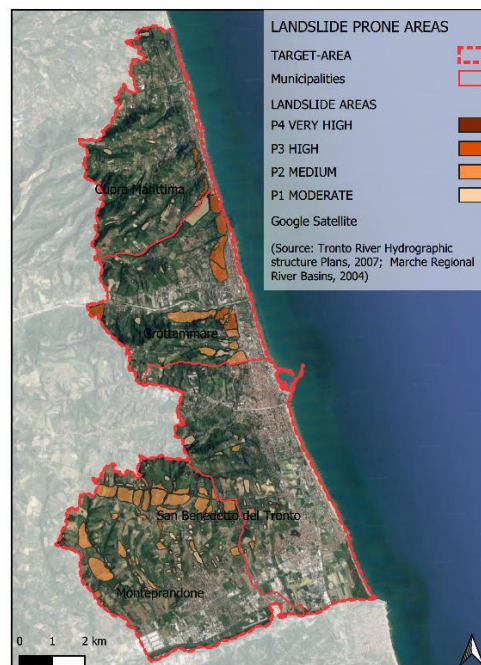 LANDSLIDE PRONE AREAS
TARGET-AREA
Municipalities
LANDSLIDE AREAS
P4 VERY HIGH
P3 HIGH
P2 MEDIUM
P1 MODERATE
Google Satellite
(Source: Tronto River Hydrographic
structure Plans, 2007; Marche Regional
River Basins, 2004)
Cupra Marittima
Grottammare
San Benedetto del Tronto
Monteprandone
0 1 2 km